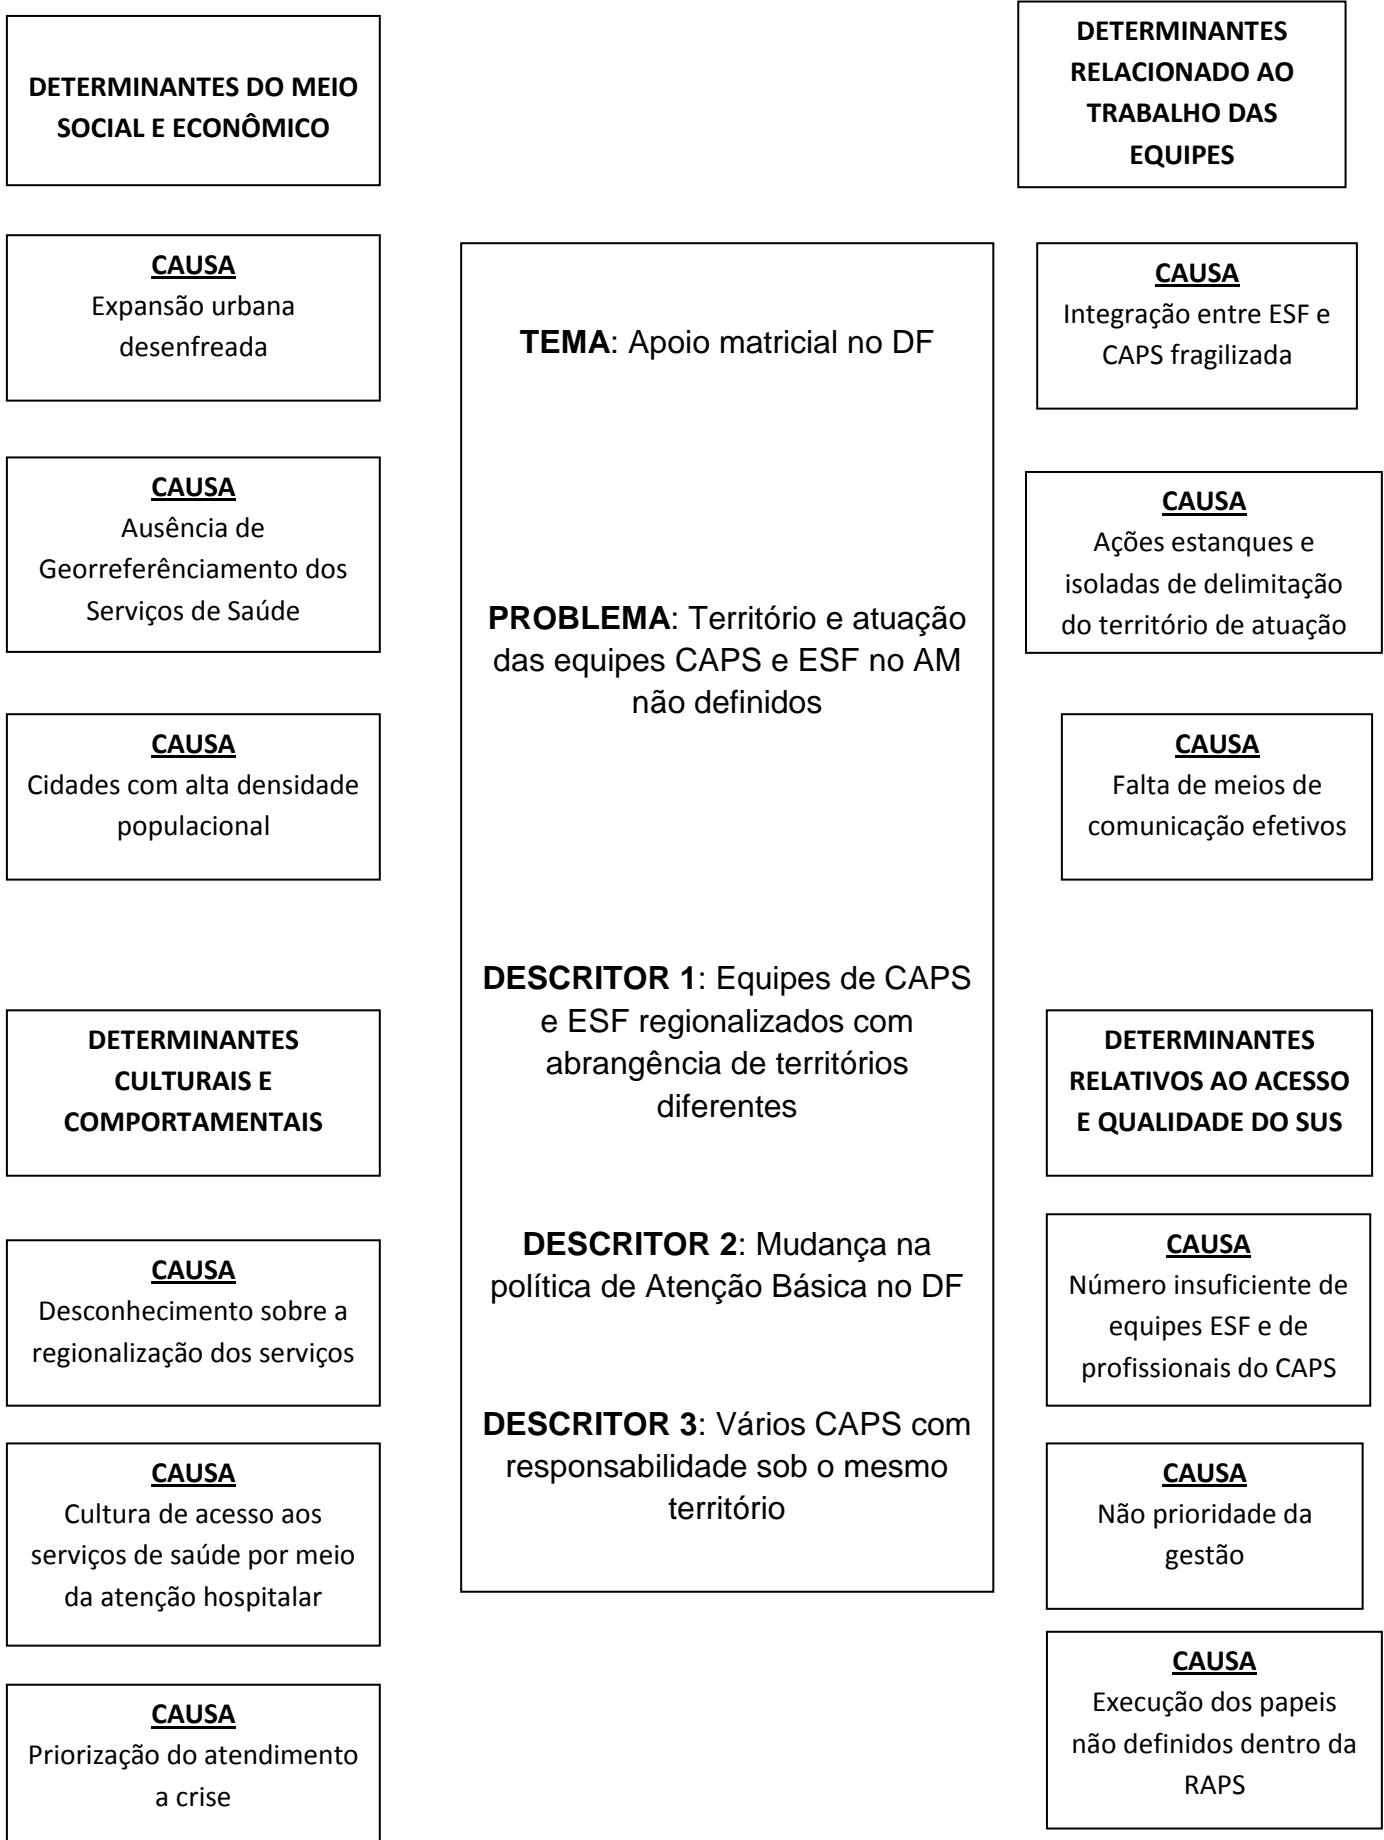 DETERMINANTES DO MEIO
SOCIAL E ECONÔMICO
CAUSA
Expansão urbana
desenfreada
CAUSA
Ausência de
Georreferênciamento dos
Serviços de Saúde
CAUSA
Cidades com alta densidade
populacional
DETERMINANTES
CULTURAIS E
COMPORTAMENTAIS
CAUSA
Desconhecimento sobre a
regionalização dos serviços
CAUSA
Cultura de acesso aos
serviços de saúde por meio
da atenção hospitalar
CAUSA
Priorização do atendimento
a crise
TEMA: Apoio matricial no DF
PROBLEMA: Território e atuação
das equipes CAPS e ESF no AM
não definidos
DESCRITOR 1: Equipes de CAPS
e ESF regionalizados com
abrangência de territórios
diferentes
DESCRITOR 2: Mudança na
política de Atenção Básica no DF
DESCRITOR 3: Vários CAPS com
responsabilidade sob o mesmo
território
DETERMINANTES
RELACIONADO AO
TRABALHO DAS
EQUIPES
CAUSA
Integração entre ESF e
CAPS fragilizada
CAUSA
Ações estanques e
isoladas de delimitação
do território de atuação
CAUSA
Falta de meios de
comunicação efetivos
DETERMINANTES
RELATIVOS AO ACESSO
E QUALIDADE DO SUS
CAUSA
Número insuficiente de
equipes ESF e de
profissionais do CAPS
CAUSA
Não prioridade da
gestão
CAUSA
Execução dos papeis
não definidos dentro da
RAPS